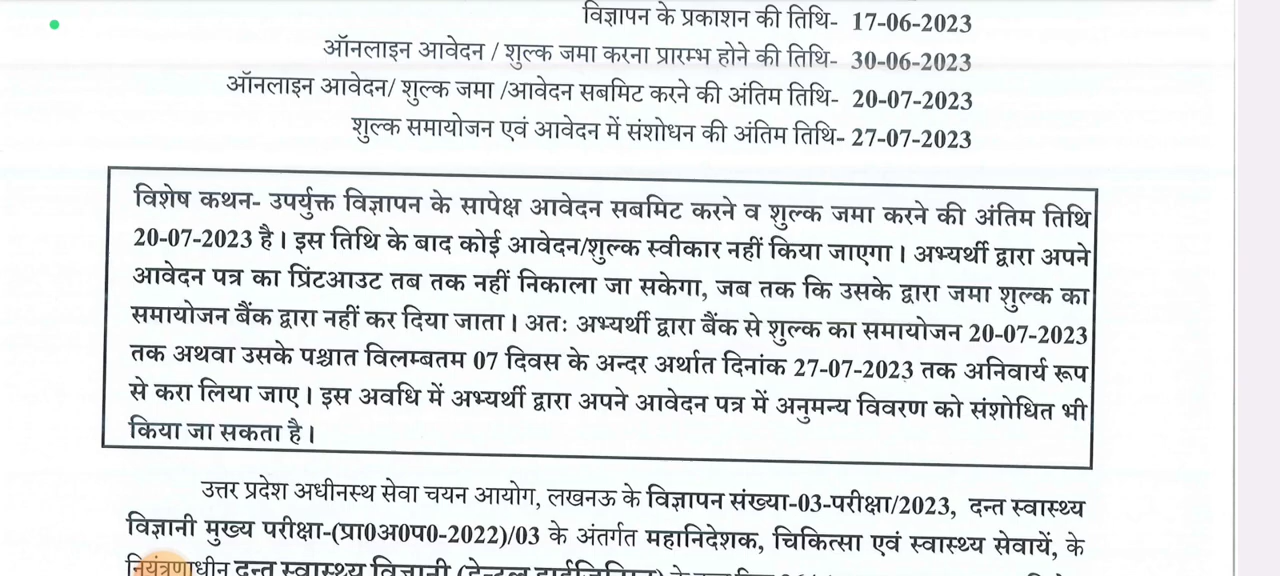 विज्ञापन के प्रकाशन की तिथि- 17-06-2023
ऑनलाइन आवेदन / शुल्क जमा करना प्रारम्भ होने की तिथि- 30-06-2023
ऑनलाइन आवेदन/ शुल्क जमा /आवेदन सबमिट करने की अंतिम तिथि- 20-07-2023
शुल्क समायोजन एवं आवेदन में संशोधन की अंतिम तिथि- 27-07-2023
विशेष कथन- उपर्युक्त विज्ञापन के सापेक्ष आवेदन सबमिट करने व शुल्क जमा करने की अंतिम तिथि
20-07-2023 है। इस तिथि के बाद कोई आवेदन/शुल्क स्वीकार नहीं किया जाएगा। अभ्यर्थी द्वारा अपने
आवेदन पत्र का प्रिंटआउट तब तक नहीं निकाला जा सकेगा, जब तक कि उसके द्वारा जमा शुल्क का
समायोजन बैंक द्वारा नहीं कर दिया जाता। अतः अभ्यर्थी द्वारा बैंक से शुल्क का समायोजन 20-07-2023
तक अथवा उसके पश्चात विलम्बतम 07 दिवस के अन्दर अर्थात दिनांक 27-07-2023 तक अनिवार्य रूप
से करा लिया जाए। इस अवधि में अभ्यर्थी द्वारा अपने आवेदन पत्र में अनुमन्य विवरण को संशोधित भी
किया जा सकता है।
उत्तर प्रदेश अधीनस्थ सेवा चयन आयोग, लखनऊ के विज्ञापन संख्या-03-परीक्षा/2023, दन्त स्वास्थ्य
विज्ञानी मुख्य परीक्षा-(प्रा0अ0प0-2022)/03 के अंतर्गत महानिदेशक, चिकित्सा एवं स्वास्थ्य सेवायें, के
नियंत्रणाधीन दन्त स्वास्थ्य विज्ञानी (डेन्टल हाईजिनिस्ट) के